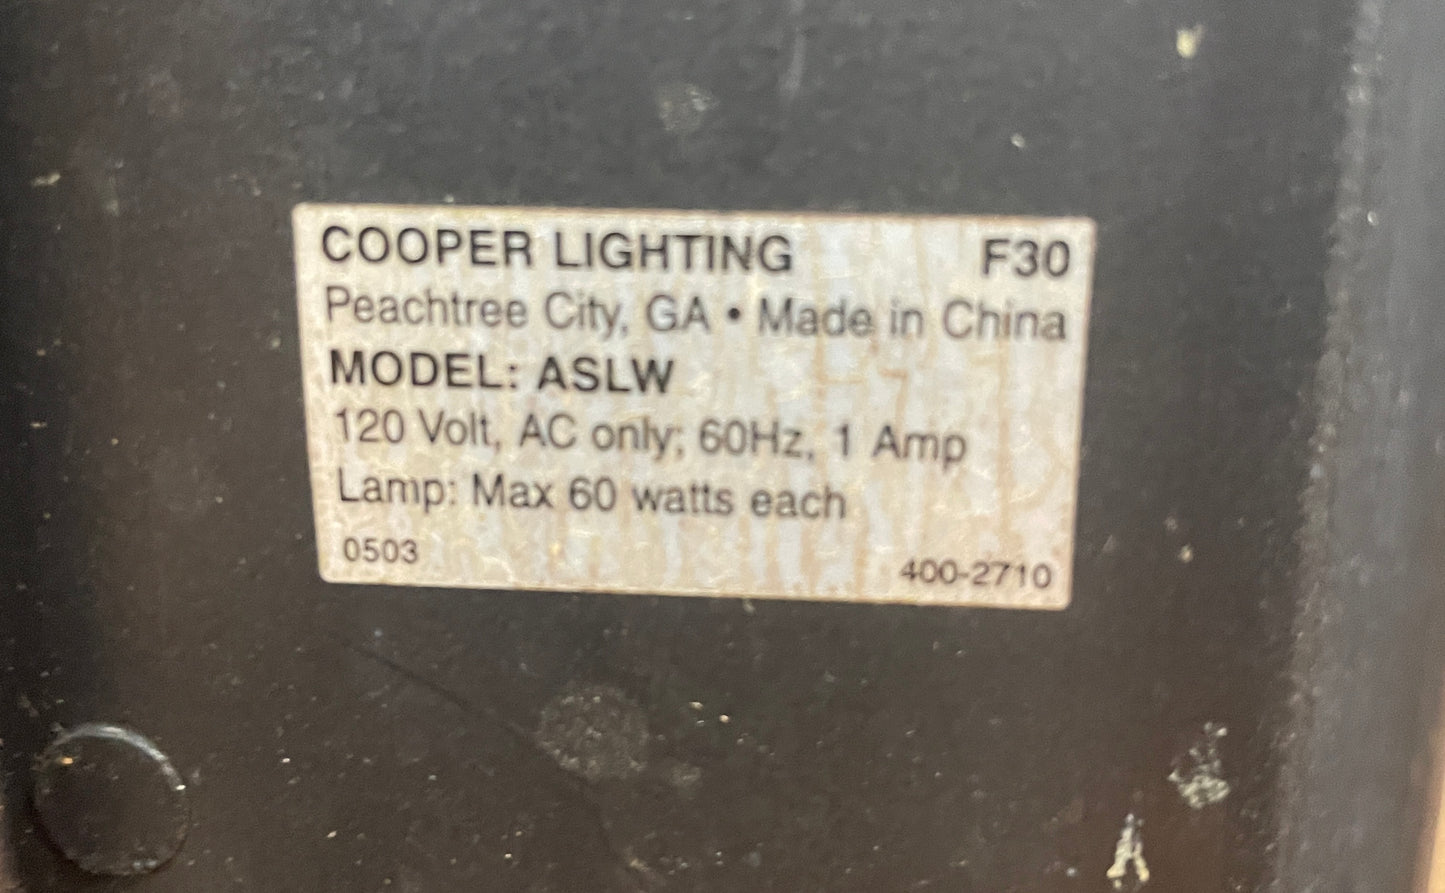 COOPER LIGHTING F30
Peachtree City, GA • Made in China
MODEL: ASLW
120 Volt, AC only; 60Hz, 1 Amp
Lamp: Max 60 watts each
0503 400-2710